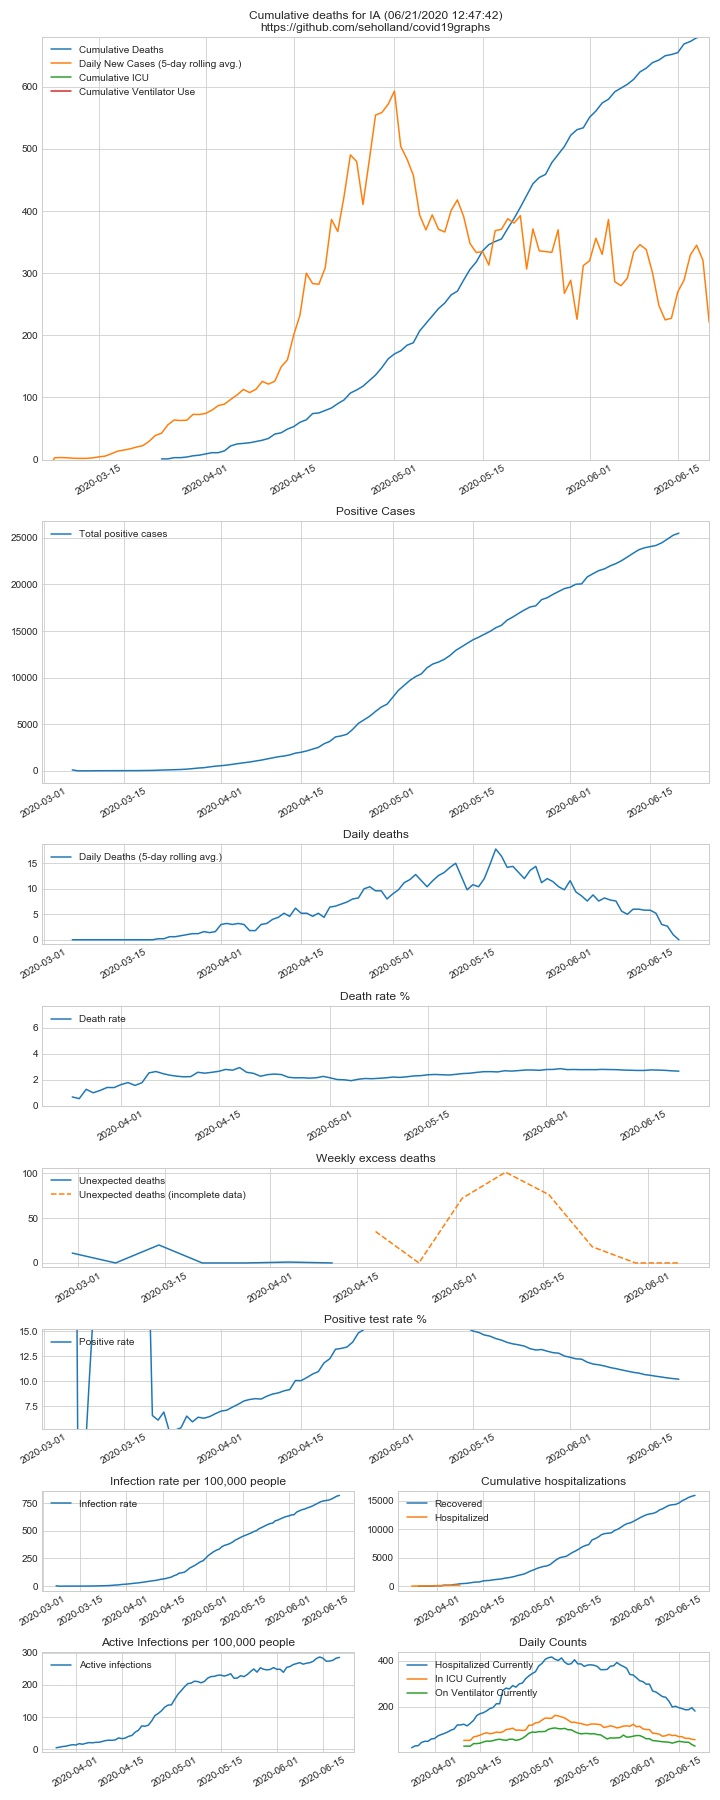 Cumulative deaths for IA (06/21/2020 12:47:42)
https://github.com/seholland/covid19graphs
Cumulative Deaths
Daily New Cases (5-day rolling avg.)
Cumulative ICU
Cumulative Ventilator Use
600
500
400
300
200
100
0
2020-03-15 2020-04-01 2020-04-15 2020-05-01 2020-05-15 2020-06-01 2020-06-15
Positive Cases
Total positive cases
25000
20000
15000
10000
5000
0
2020-03-01 2020-03-15 2020-04-01 2020-04-15 2020-05-01 2020-05-15 2020-06-01 2020-06-15
Daily deaths
Daily Deaths (5-day rolling avg.)
15
10
5
0
2020-03-01 2020-03-15 2020-04-01 2020-04-15 2020-05-01 2020-05-15 2020-06-01 2020-06-15
Death rate %
Death rate
6
4
2
0
2020-04-01 2020-04-15 2020-05-01 2020-05-15 2020-06-01 2020-06-15
Weekly excess deaths
Unexpected deaths
Unexpected deaths (incomplete data)
100
50
0
2020-03-01 2020-03-15 2020-04-01 2020-04-15 2020-05-01 2020-05-15 2020-06-01
Positive test rate %
Positive rate
15.0
12.5
10.0
7.5
2020-03-01 2020-03-15 2020-04-01 2020-04-15 2020-05-01 2020-05-15 2020-06-01 2020-06-15
Infection rate per 100,000 people
Infection rate
750
500
250
0
2020-03-01 2020-03-15 2020-04-01 2020-04-15 2020-05-01 2020-05-15 2020-06-01 2020-06-15
Cumulative hospitalizations
Recovered
Hospitalized
15000
10000
5000
0
2020-04-01 2020-04-15 2020-05-01 2020-05-15 2020-06-01 2020-06-15
Active Infections per 100,000 people
Active infections
300
200
100
0
2020-04-01 2020-04-15 2020-05-01 2020-05-15 2020-06-01 2020-06-15
Daily Counts
Hospitalized Currently
In ICU Currently
On Ventilator Currently
400
200
2020-04-01 2020-04-15 2020-05-01 2020-05-15 2020-06-01 2020-06-15